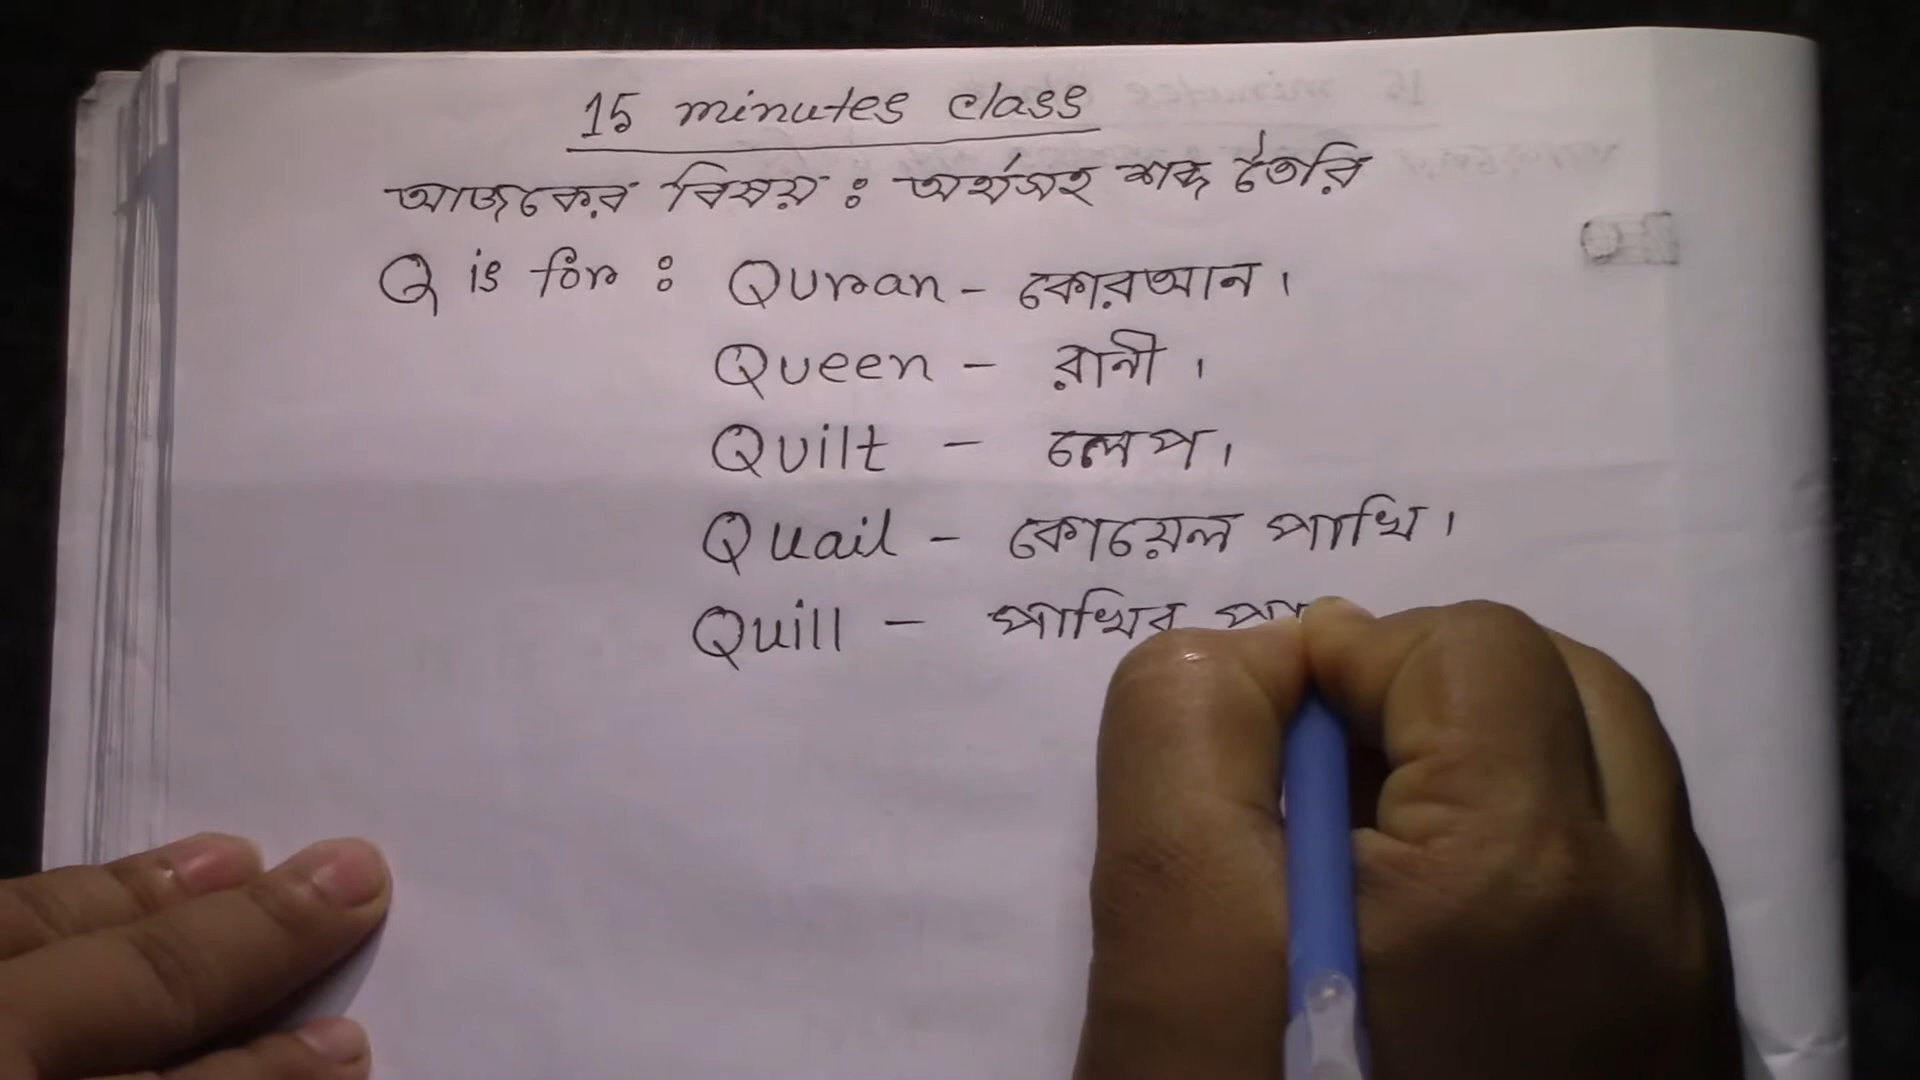 15 minutes class
আজকের বিষয় : অর্থসহ শব্দ তৈরি
Q is for : Quran - কোরআন।
Queen - রানী।
Quilt - লেপ।
Quail - কোয়েল পাখি।
Quill - পাখির